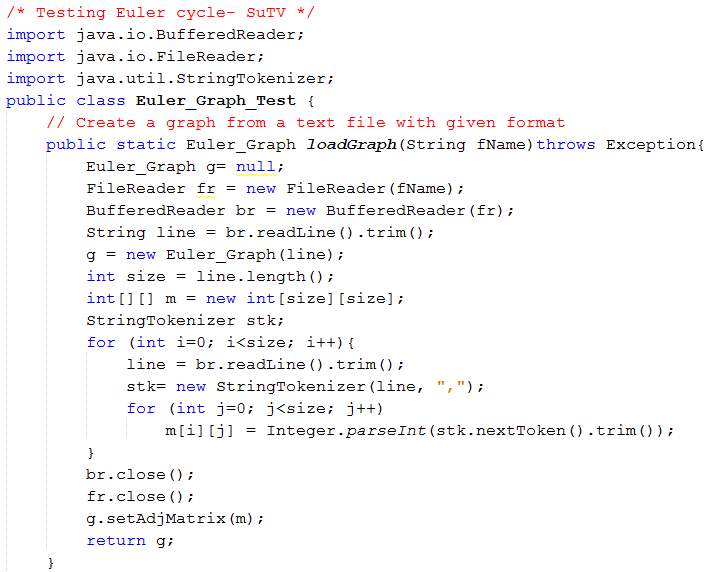 /* Testing Euler cycle- SuTV */
import java.io.BufferedReader;
import java.io.FileReader;
import java.util.StringTokenizer;
public class Euler_Graph_Test {
    // Create a graph from a text file with given format
    public static Euler_Graph loadGraph(String fName)throws Exception{
        Euler_Graph g= null;
        FileReader fr = new FileReader(fName);
        BufferedReader br = new BufferedReader(fr);
        String line = br.readLine().trim();
        g = new Euler_Graph(line);
        int size = line.length();
        int[][] m = new int[size][size];
        StringTokenizer stk;
        for (int i=0; i<size; i++){
            line = br.readLine().trim();
            stk= new StringTokenizer(line, ",");
            for (int j=0; j<size; j++)
                m[i][j] = Integer.parseInt(stk.nextToken().trim());
        }
        br.close();
        fr.close();
        g.setAdjMatrix(m);
        return g;
    }